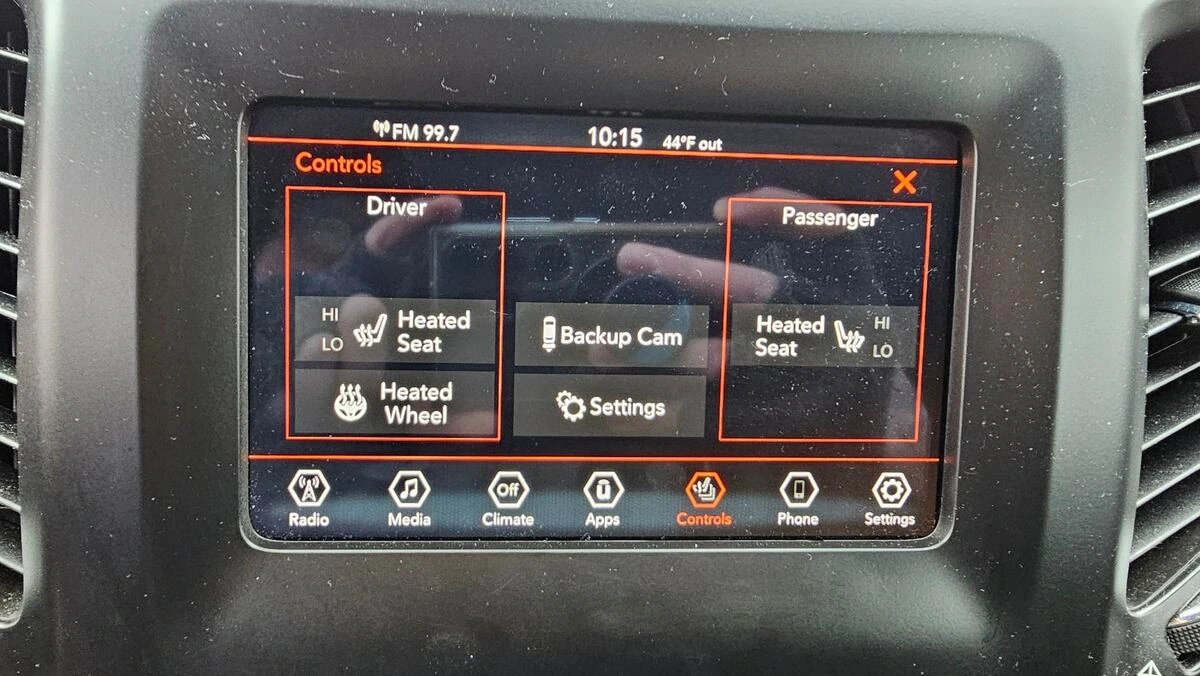 FM 99.7 10:15 44°F out
Controls X
Driver
Passenger
HI
LO
Heated
Seat
Backup Cam
Heated
Seat
HI
LO
Heated
Wheel
Settings
Off
Radio Media Climate Apps Controls Phone Settings